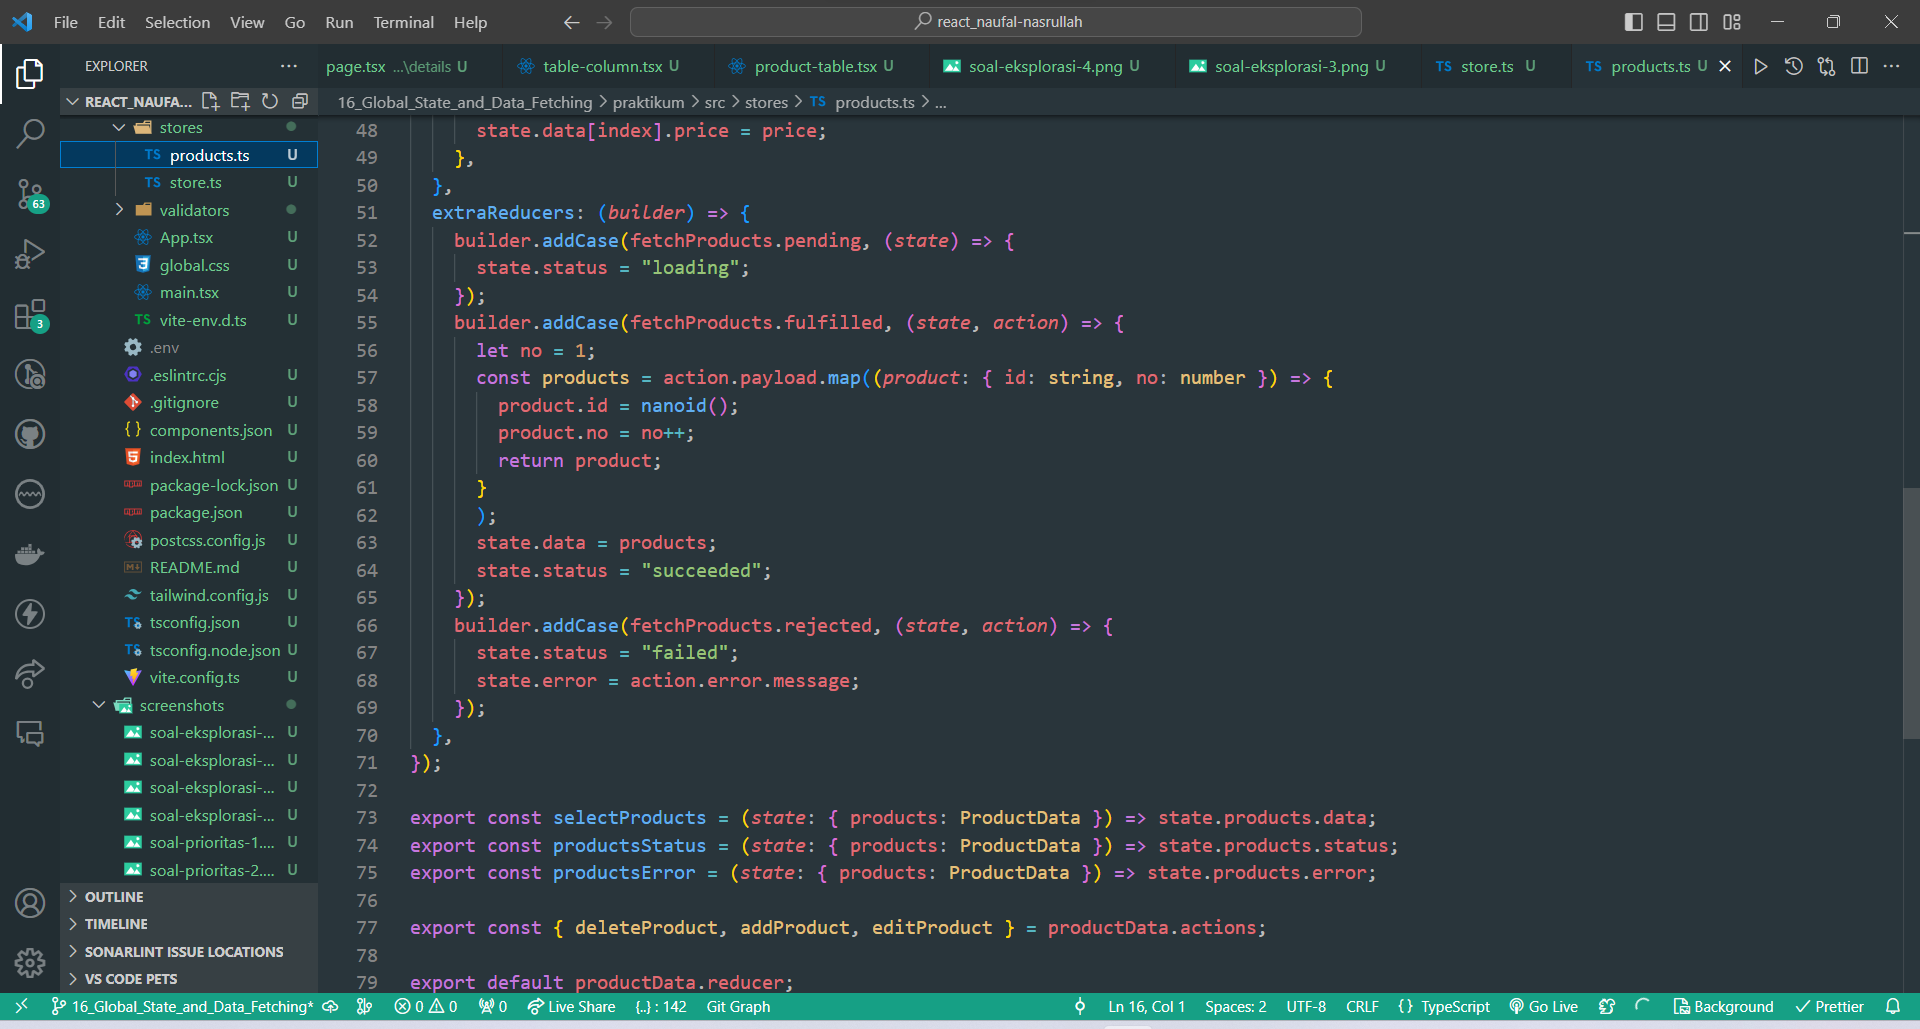 File Edit Selection View Go Run Terminal Help
react_naufal-nasrullah
EXPLORER
page.tsx ...\details U
table-column.tsx U
product-table.tsx U
soal-eksplorasi-4.png U
soal-eksplorasi-3.png U
TS store.ts U
TS products.ts U
REACT_NAUFA...
16_Global_State_and_Data_Fetching > praktikum > src > stores > TS products.ts > ...
stores
TS products.ts U
TS store.ts U
validators
App.tsx U
global.css U
main.tsx U
TS vite-env.d.ts U
.env
.eslintrc.cjs U
.gitignore U
components.json U
index.html U
package-lock.json U
package.json U
postcss.config.js U
README.md U
tailwind.config.js U
tsconfig.json U
tsconfig.node.json U
vite.config.ts U
screenshots
soal-eksplorasi-... U
soal-eksplorasi-... U
soal-eksplorasi-... U
soal-eksplorasi-... U
soal-prioritas-1.... U
soal-prioritas-2.... U
OUTLINE
TIMELINE
SONARLINT ISSUE LOCATIONS
VS CODE PETS
63
3
48 state.data[index].price = price;
49 },
50 },
51 extraReducers: (builder) => {
52 builder.addCase(fetchProducts.pending, (state) => {
53 state.status = "loading";
54 });
55 builder.addCase(fetchProducts.fulfilled, (state, action) => {
56 let no = 1;
57 const products = action.payload.map((product: { id: string, no: number }) => {
58 product.id = nanoid();
59 product.no = no++;
60 return product;
61 }
62 );
63 state.data = products;
64 state.status = "succeeded";
65 });
66 builder.addCase(fetchProducts.rejected, (state, action) => {
67 state.status = "failed";
68 state.error = action.error.message;
69 });
70 },
71 });
72
73 export const selectProducts = (state: { products: ProductData }) => state.products.data;
74 export const productsStatus = (state: { products: ProductData }) => state.products.status;
75 export const productsError = (state: { products: ProductData }) => state.products.error;
76
77 export const { deleteProduct, addProduct, editProduct } = productData.actions;
78
79 export default productData.reducer;
16_Global_State_and_Data_Fetching* 0 0 0 Live Share {..} : 142 Git Graph Ln 16, Col 1 Spaces: 2 UTF-8 CRLF { } TypeScript Go Live Background Prettier